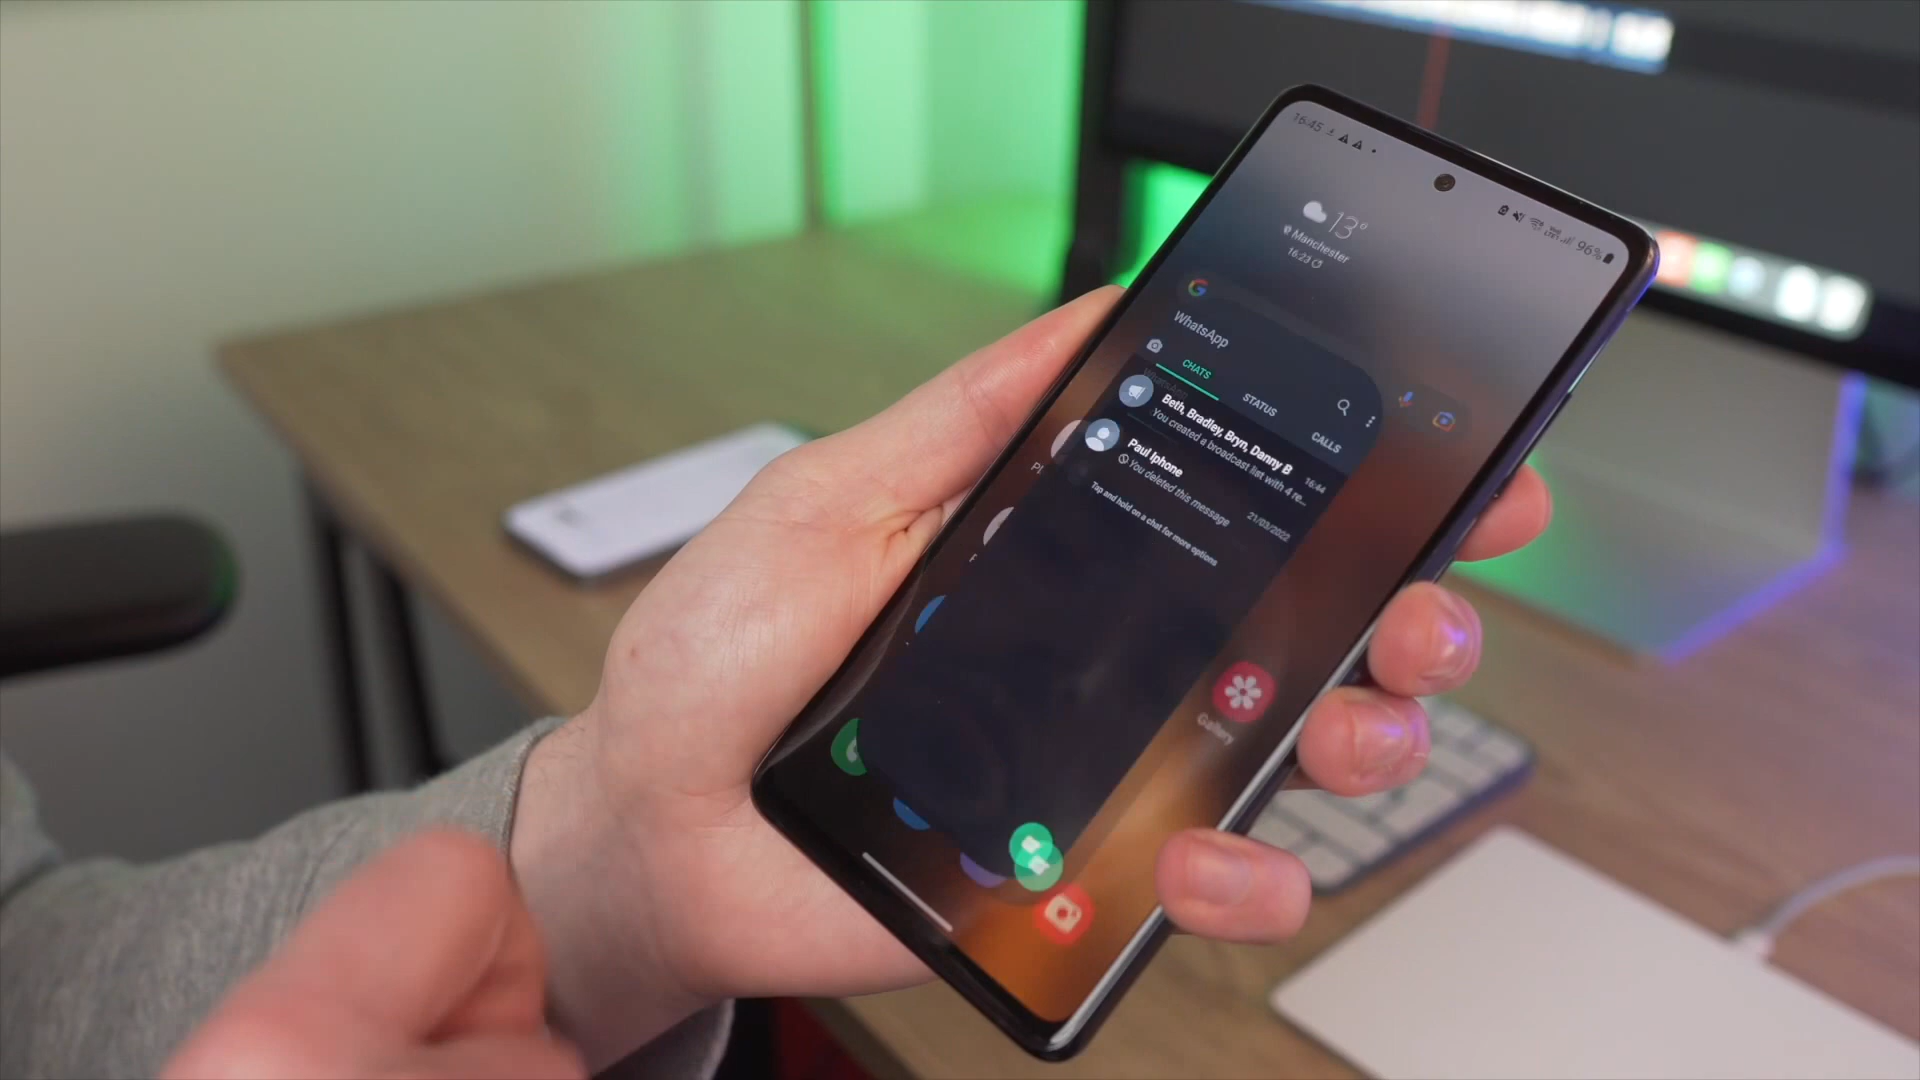 16:45
96%
13°
Manchester
16:23
WhatsApp
CHATS
STATUS
CALLS
Beth, Bradley, Bryn, Danny B
16:44
You created a broadcast list with 4 re...
Paul Iphone
21/03/2022
You deleted this message
Tap and hold on a chat for more options
Gallery